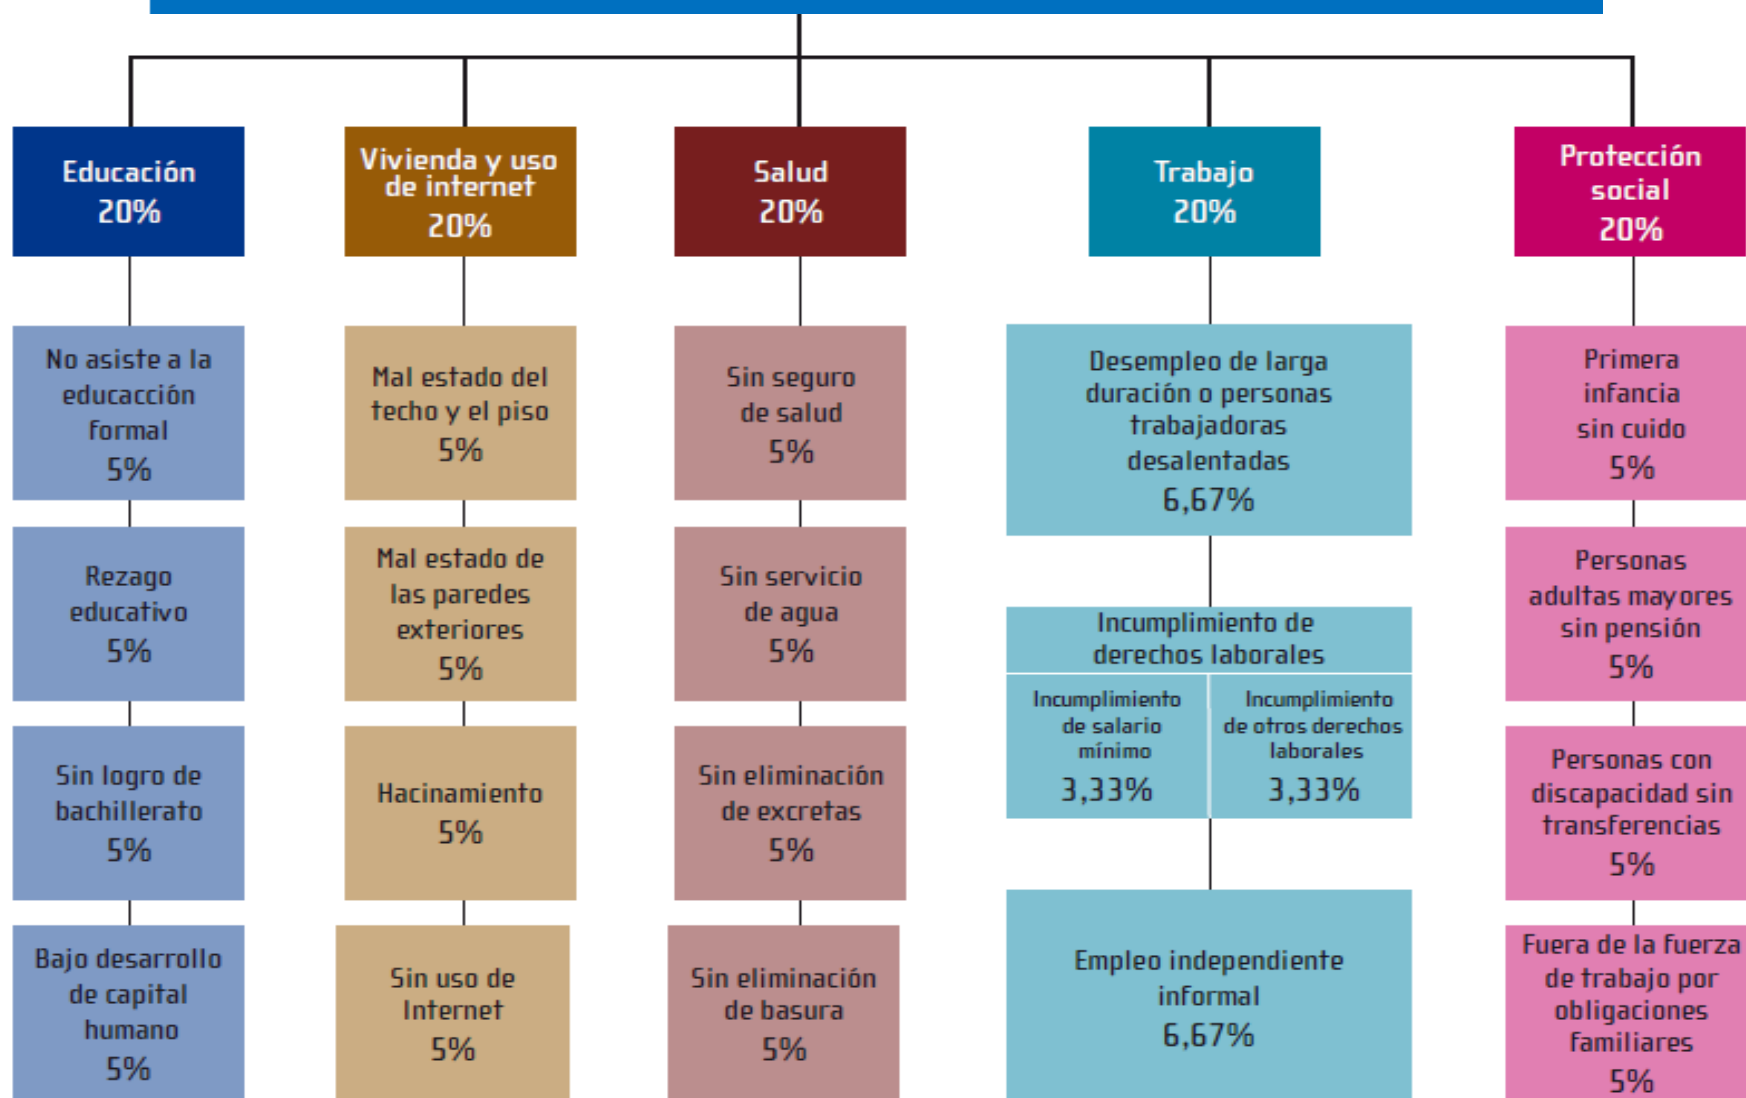 Educación
20%
No asiste a la
educacción
formal
5%
Rezago
educativo
5%
Sin logro de
bachillerato
5%
Bajo desarrollo
de capital
humano
5%
Vivienda y uso
de internet
20%
Mal estado del
techo y el piso
5%
Mal estado de
las paredes
exteriores
5%
Hacinamiento
5%
Sin uso de
Internet
5%
Salud
20%
Sin seguro
de salud
5%
Sin servicio
de agua
5%
Sin eliminación
de excretas
5%
Sin eliminación
de basura
5%
Trabajo
20%
Desempleo de larga
duración o personas
trabajadoras
desalentadas
6,67%
Incumplimiento de
derechos laborales
Incumplimiento
de salario
mínimo
3,33%
Incumplimiento
de otros derechos
laborales
3,33%
Empleo independiente
informal
6,67%
Protección
social
20%
Primera
infancia
sin cuido
5%
Personas
adultas mayores
sin pensión
5%
Personas con
discapacidad sin
transferencias
5%
Fuera de la fuerza
de trabajo por
obligaciones
familiares
5%